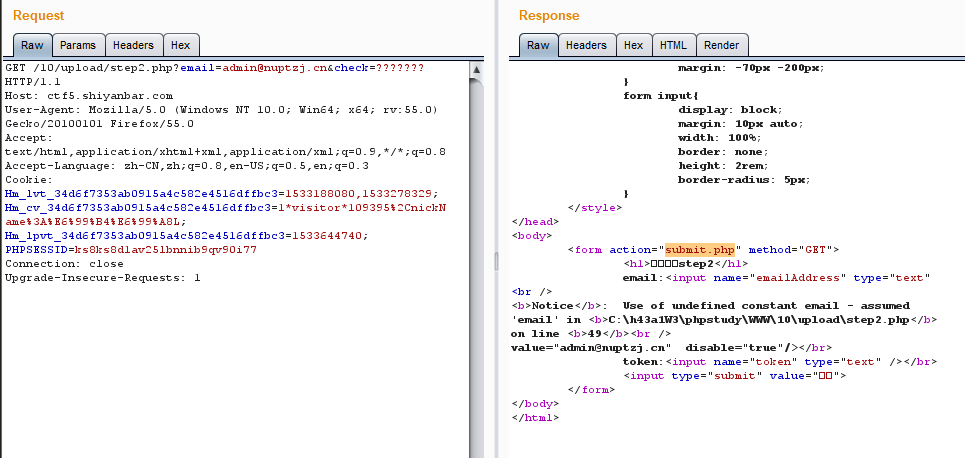 Request
Raw Params Headers Hex
GET /10/upload/step2.php?email=admin@nuptzj.cn&check=???????
HTTP/1.1
Host: ctf5.shiyanbar.com
User-Agent: Mozilla/5.0 (Windows NT 10.0; Win64; x64; rv:55.0)
Gecko/20100101 Firefox/55.0
Accept:
text/html,application/xhtml+xml,application/xml;q=0.9,*/*;q=0.8
Accept-Language: zh-CN,zh;q=0.8,en-US;q=0.5,en;q=0.3
Cookie:
Hm_lvt_34d6f7353ab0915a4c582e4516dffbc3=1533188080,1533278329;
Hm_cv_34d6f7353ab0915a4c582e4516dffbc3=1*visitor*109395%2CnickN
ame%3A%E6%99%B4%E6%99%A8L;
Hm_lpvt_34d6f7353ab0915a4c582e4516dffbc3=1533644740;
PHPSESSID=ks8ks8dlav25lbnnib9qv90i77
Connection: close
Upgrade-Insecure-Requests: 1
Response
Raw Headers Hex HTML Render
margin: -70px -200px;
}
form input{
display: block;
margin: 10px auto;
width: 100%;
border: none;
height: 2rem;
border-radius: 5px;
}
</style>
</head>
<body>
<form action="submit.php" method="GET">
<h1>□□□□step2</h1>
email:<input name="emailAddress" type="text"
<br />
<b>Notice</b>:  Use of undefined constant email - assumed
'email' in <b>C:\h43a1W3\phpstudy\WWW\10\upload\step2.php</b>
on line <b>49</b><br />
value="admin@nuptzj.cn"  disable="true"/></br>
token:<input name="token" type="text" /></br>
<input type="submit" value="□□">
</form>
</body>
</html>